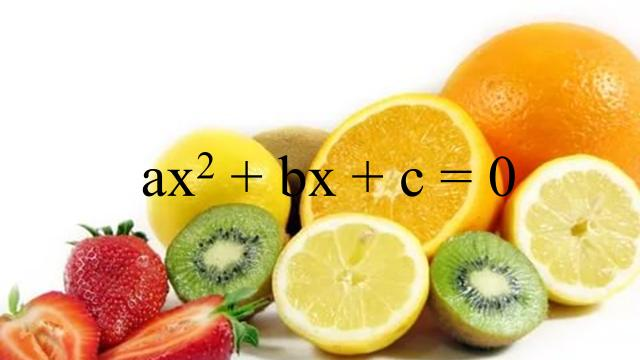 ax² + bx + c = 0